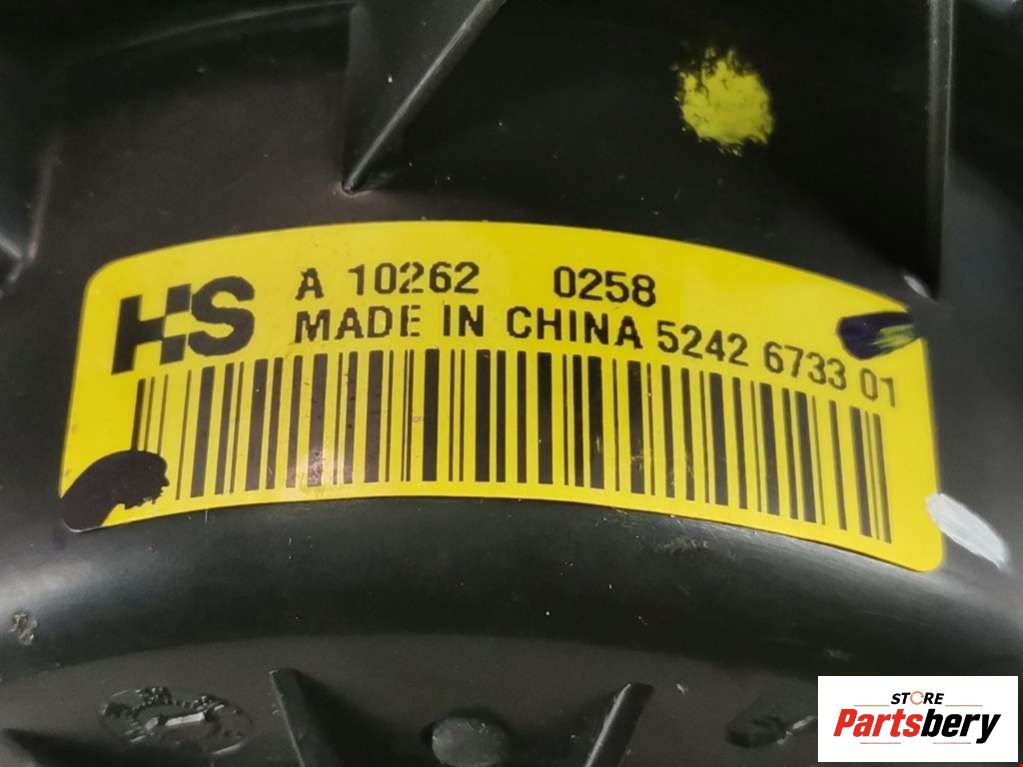 HS
A 10262 0258
MADE IN CHINA 5242 6733 01
STORE
Partsbery